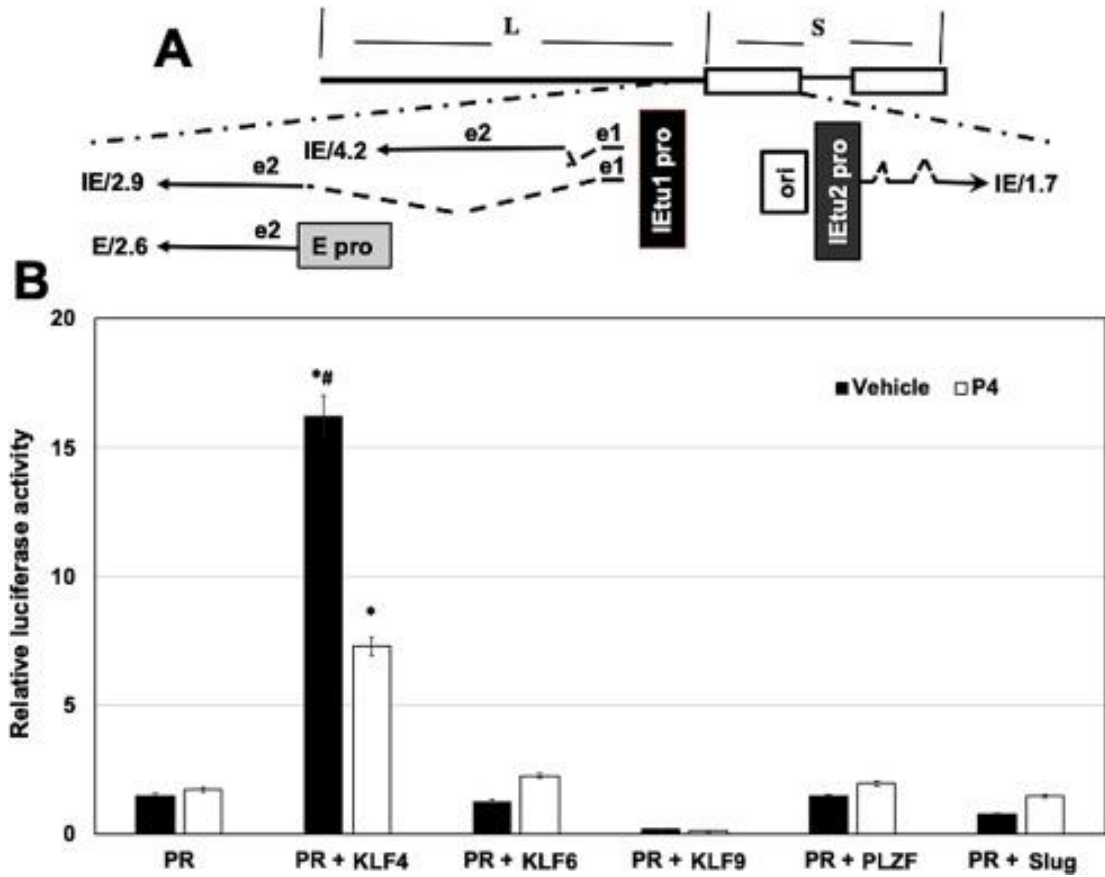 A
L
S
IE/4.2
e2
e1
IE/2.9
e2
e1
E/2.6
e2
E pro
IEtu1 pro
ori
IEtu2 pro
IE/1.7
B
Relative luciferase activity
20
15
10
5
0
*#
*
Vehicle
P4
PR
PR + KLF4
PR + KLF6
PR + KLF9
PR + PLZF
PR + Slug